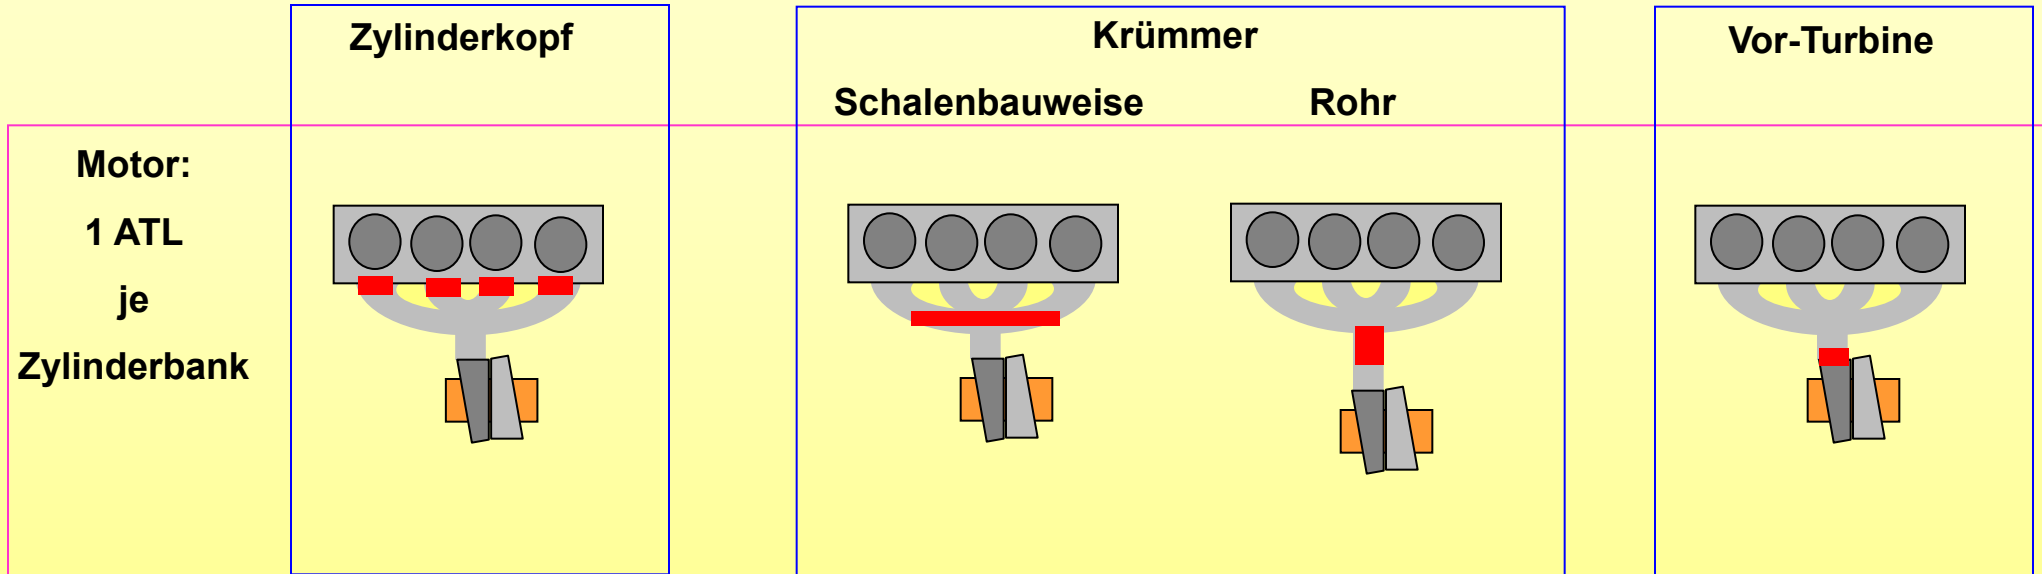 Zylinderkopf
Krümmer
Vor-Turbine
Schalenbauweise
Rohr
Motor:
1 ATL
je
Zylinderbank